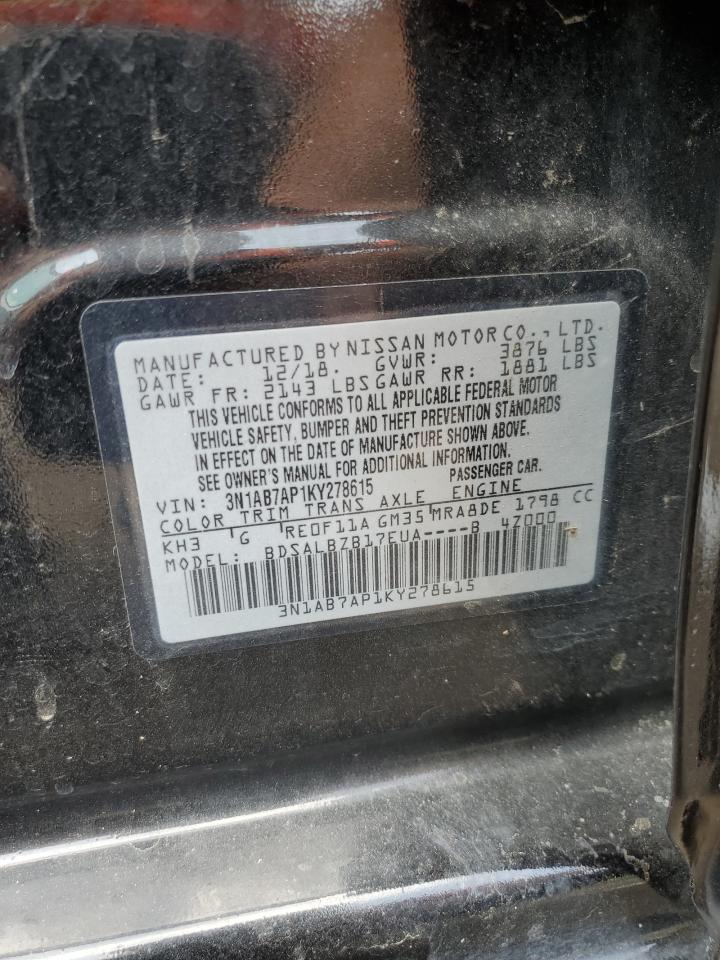 MANUFACTURED BY NISSAN MOTOR CO., LTD.
DATE: 12/18. GVWR: 3876 LBS
GAWR FR: 2143 LBS GAWR RR: 1881 LBS
THIS VEHICLE CONFORMS TO ALL APPLICABLE FEDERAL MOTOR
VEHICLE SAFETY, BUMPER AND THEFT PREVENTION STANDARDS
IN EFFECT ON THE DATE OF MANUFACTURE SHOWN ABOVE.
SEE OWNER'S MANUAL FOR ADDITIONAL INFORMATION.
VIN: 3N1AB7AP1KY278615 PASSENGER CAR.
COLOR TRIM TRANS AXLE ENGINE
KH3 G RE0F11A GM35 MRA8DE 1798 CC
MODEL: BDSALBZB17EUA----B 4Z000
3N1AB7AP1KY278615